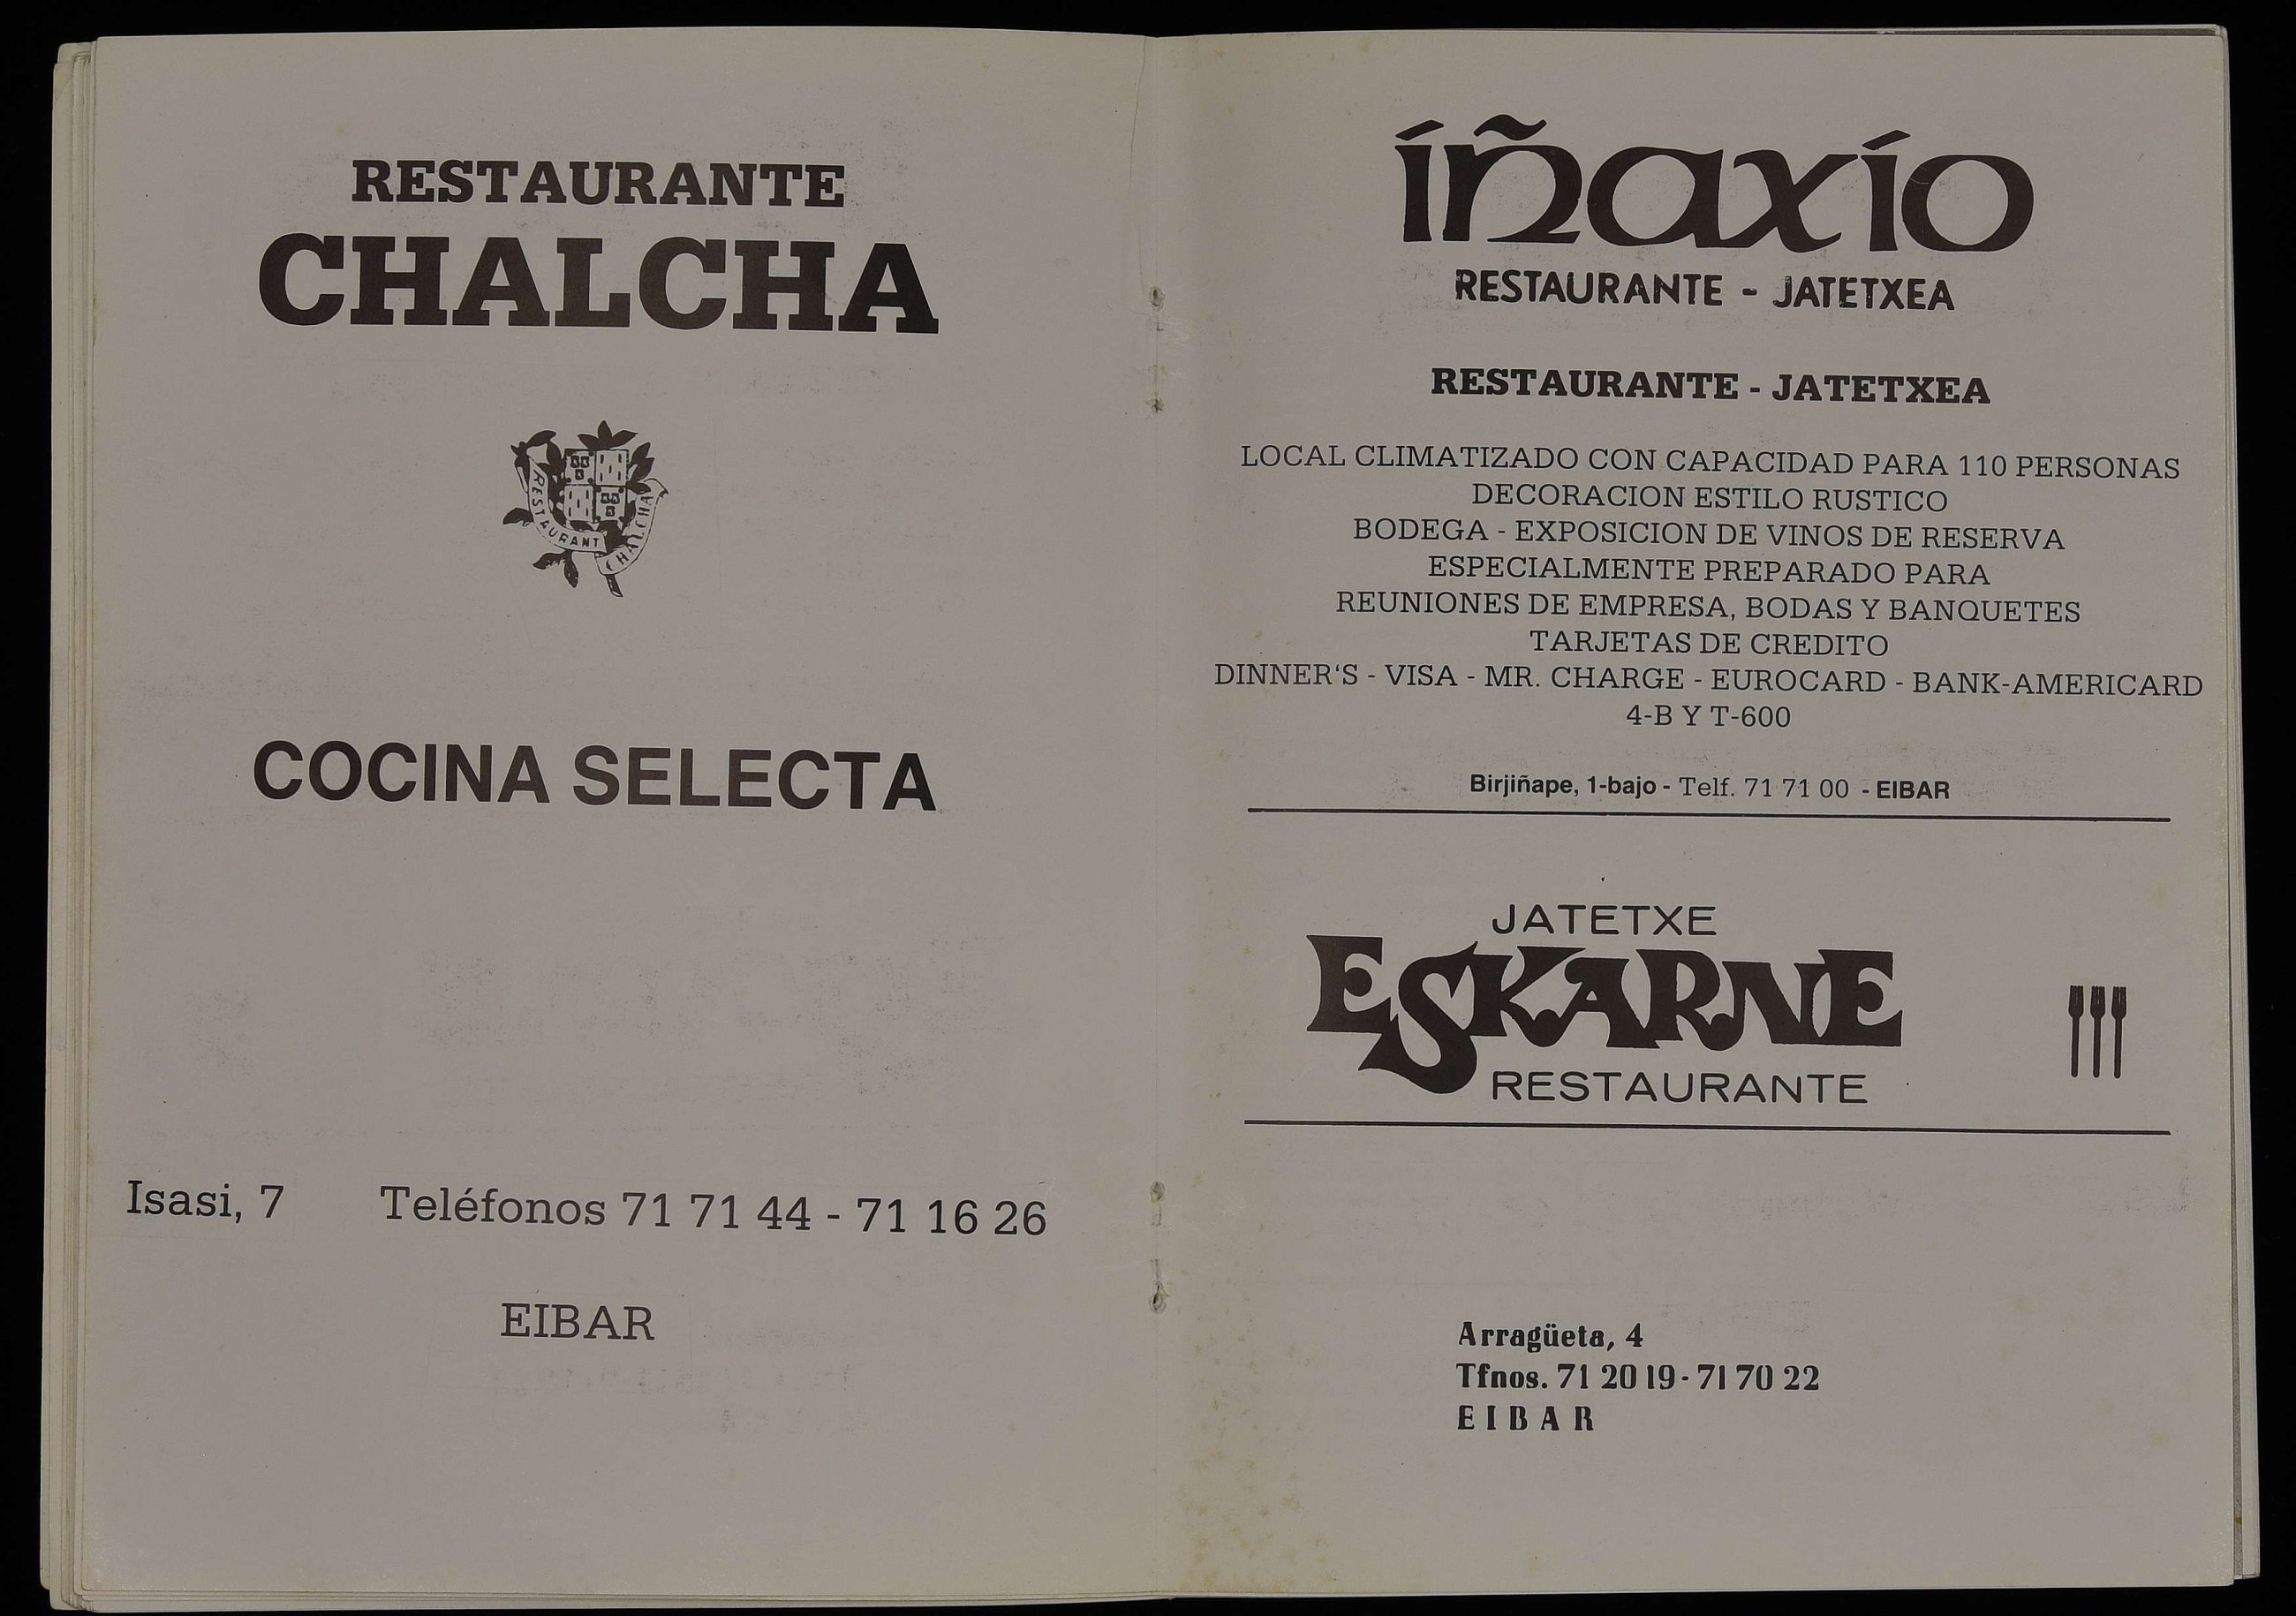 RESTAURANTE
CHALCHA
RESTAURANT CHALCHA
COCINA SELECTA
Isasi, 7 Teléfonos 71 71 44 - 71 16 26
EIBAR
íñaxío
RESTAURANTE - JATETXEA
RESTAURANTE - JATETXEA
LOCAL CLIMATIZADO CON CAPACIDAD PARA 110 PERSONAS
DECORACION ESTILO RUSTICO
BODEGA - EXPOSICION DE VINOS DE RESERVA
ESPECIALMENTE PREPARADO PARA
REUNIONES DE EMPRESA, BODAS Y BANQUETES
TARJETAS DE CREDITO
DINNER'S - VISA - MR. CHARGE - EUROCARD - BANK-AMERICARD
4-B Y T-600
Birjiñape, 1-bajo - Telf. 71 71 00 - EIBAR
JATETXE
ESKARNE
RESTAURANTE
Arragüeta, 4
Tfnos. 71 20 19 - 71 70 22
EIBAR